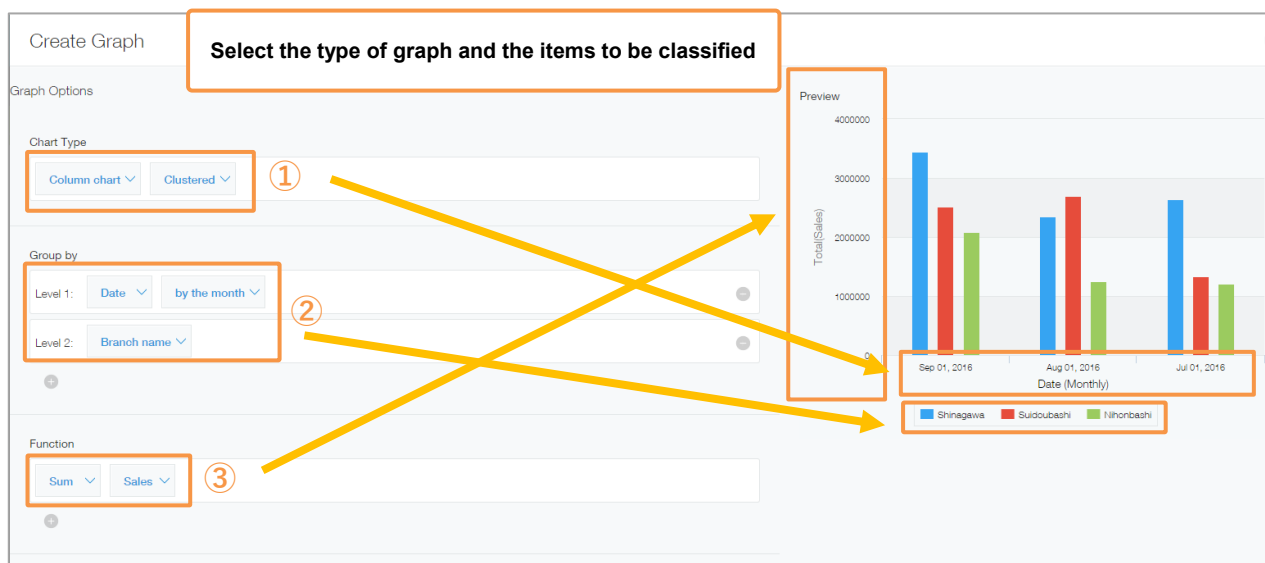 Create Graph
Select the type of graph and the items to be classified
Graph Options
Chart Type
Column chart Clustered
①
Group by
Level 1: Date by the month
②
Level 2: Branch name
Function
Sum Sales
③
Preview
4000000
3000000
2000000
1000000
0
Total(Sales)
Sep 01, 2016 Aug 01, 2016 Jul 01, 2016
Date (Monthly)
Shinagawa Suidoubashi Nihonbashi